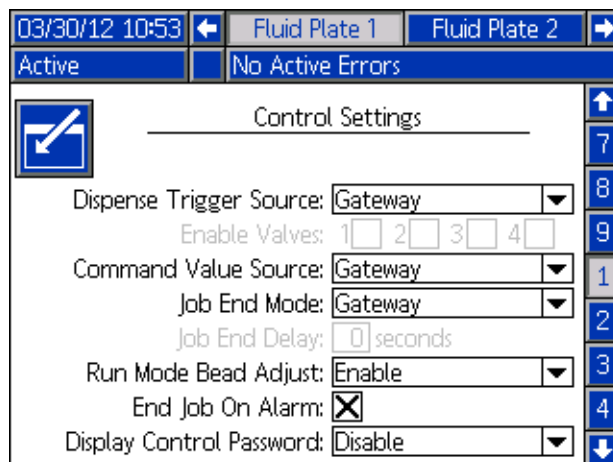 03/30/12 10:53 Fluid Plate 1 Fluid Plate 2
Active No Active Errors
Control Settings
7
Dispense Trigger Source: Gateway 8
Enable Valves: 1 2 3 4 9
Command Value Source: Gateway 1
Job End Mode: Gateway
Job End Delay: 0 seconds 2
Run Mode Bead Adjust: Enable 3
End Job On Alarm: 4
Display Control Password: Disable